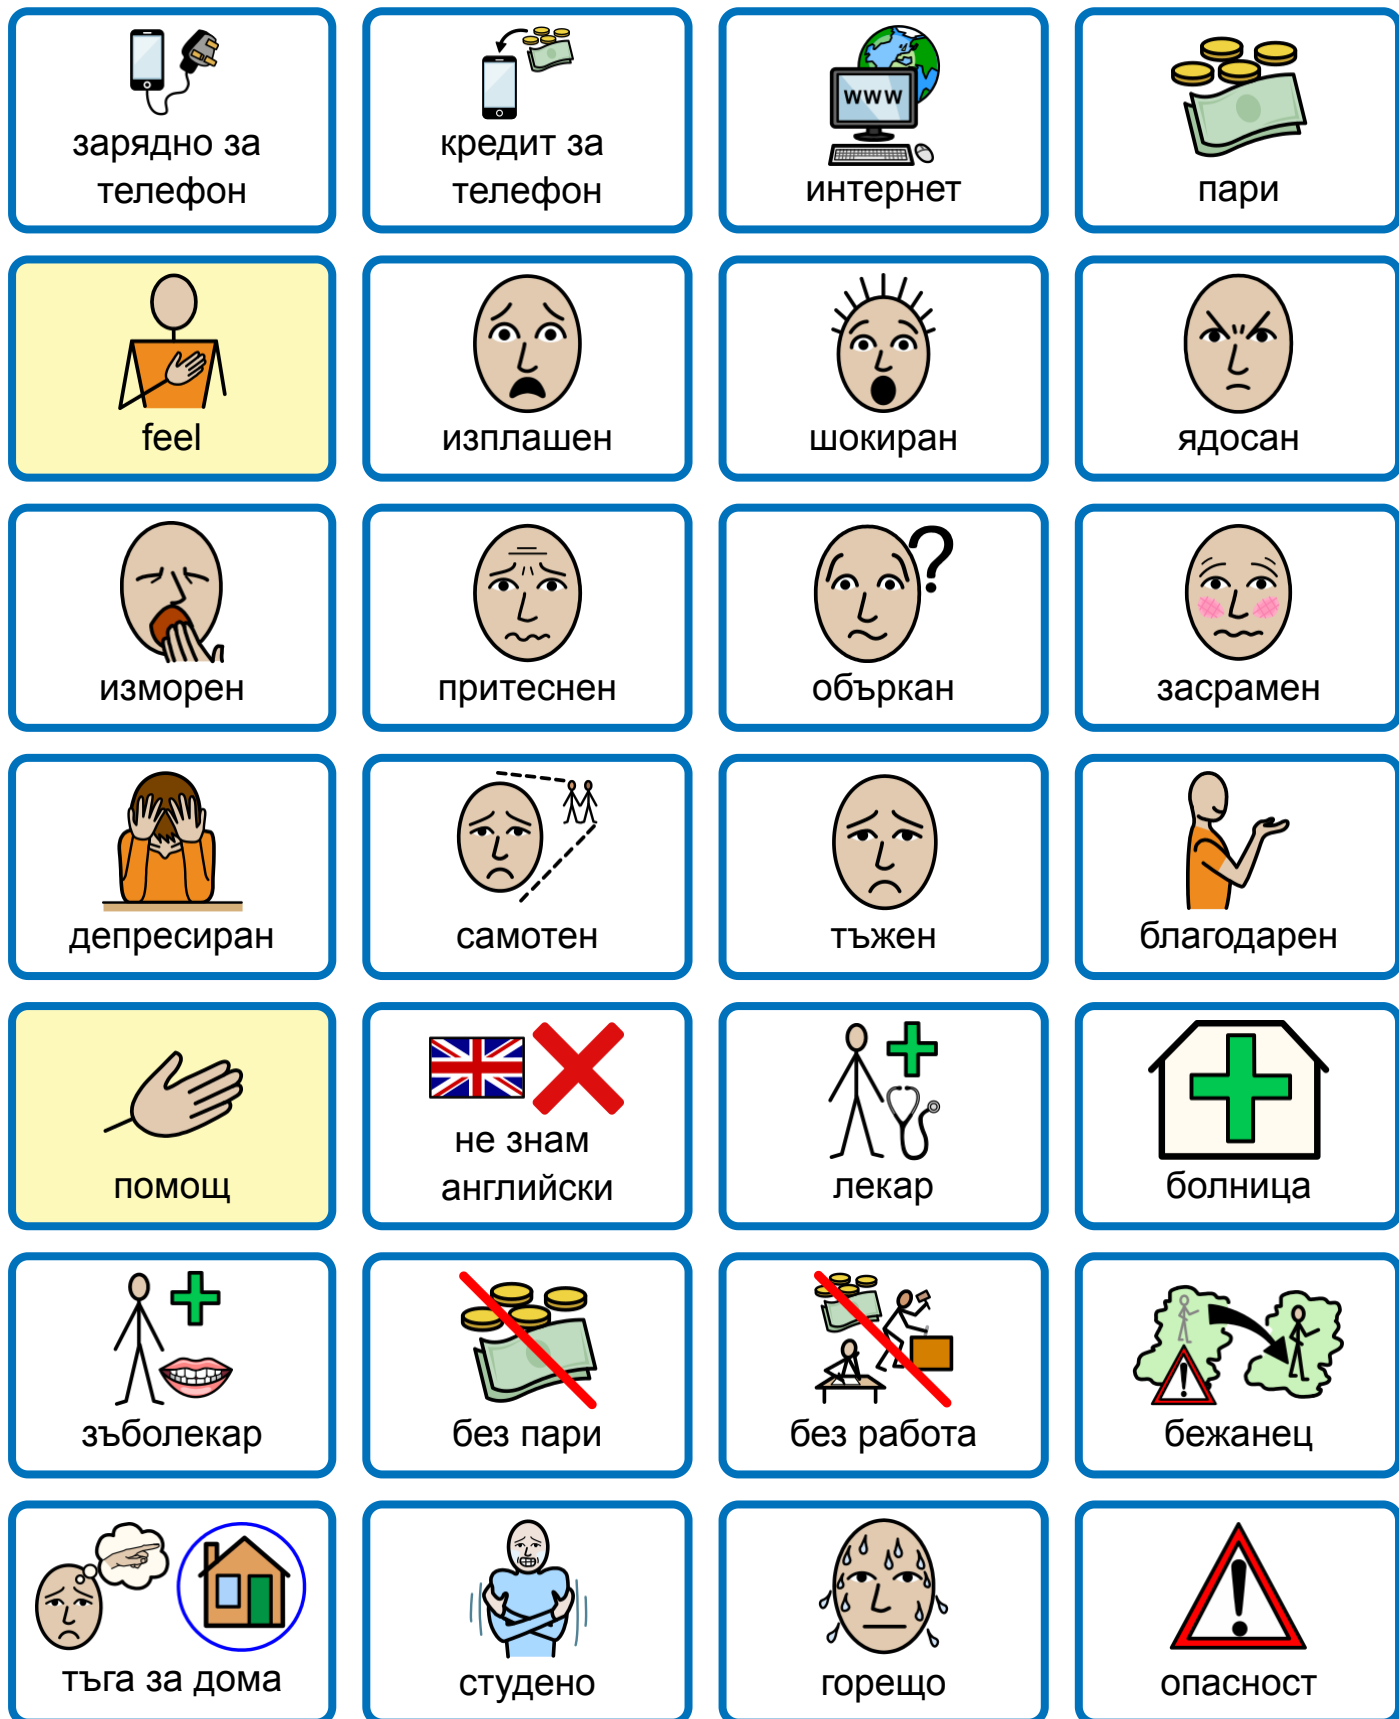 зарядно за
телефон
кредит за
телефон
www
интернет
пари
feel
изплашен
шокиран
ядосан
изморен
притеснен
?
объркан
засрамен
депресиран
самотен
тъжен
благодарен
помощ
не знам
английски
лекар
болница
зъболекар
без пари
без работа
бежанец
тъга за дома
студено
горещо
опасност